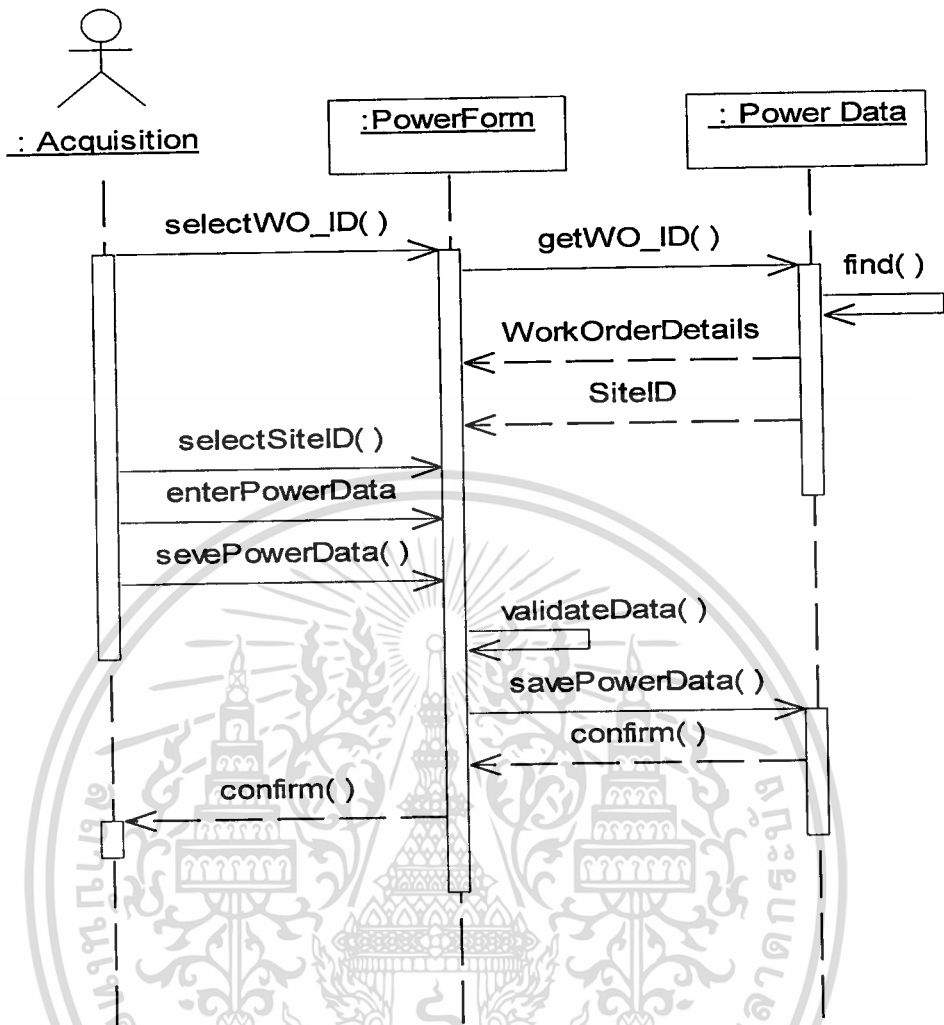 : Acquisition
:PowerForm
: Power Data
selectWO_ID( )
getWO_ID( )
find( )
WorkOrderDetails
SiteID
selectSiteID( )
enterPowerData
sevePowerData( )
validateData( )
savePowerData( )
confirm( )
confirm( )